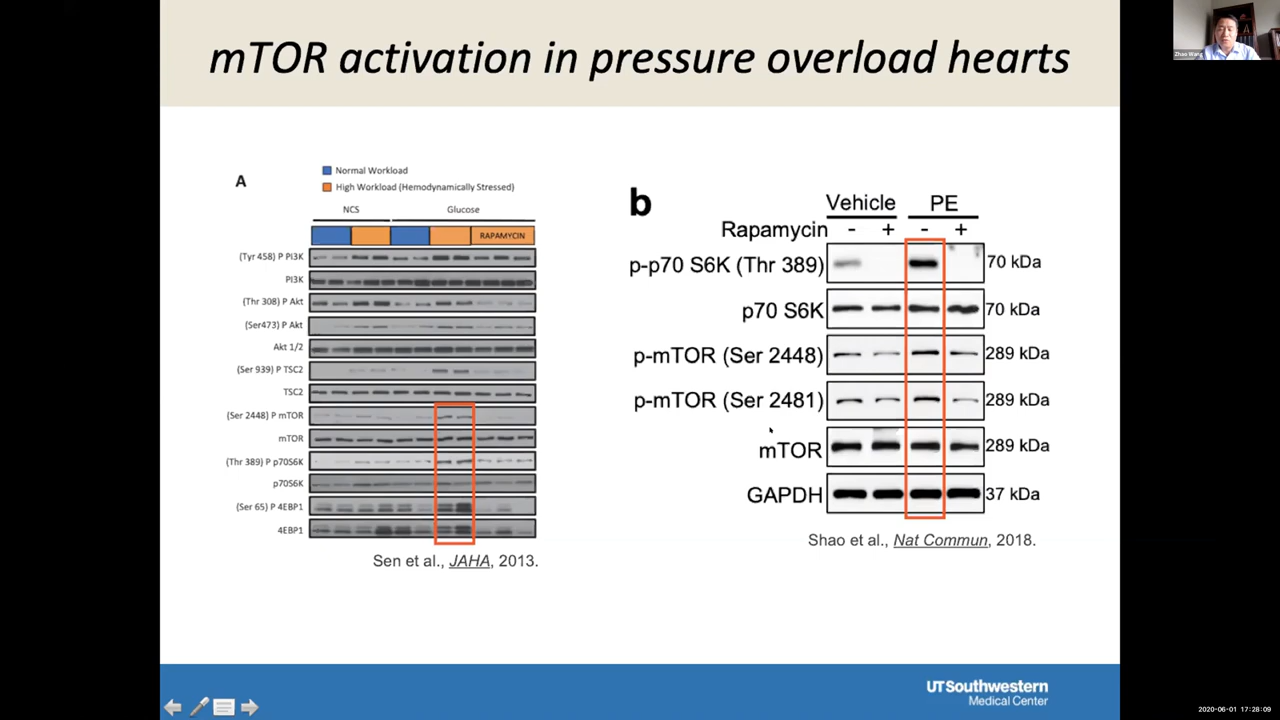 mTOR activation in pressure overload hearts
Zhao Wang
A
Normal Workload
High Workload (Hemodynamically Stressed)
NCS Glucose
RAPAMYCIN
(Tyr 458) P PI3K
PI3K
(Thr 308) P Akt
(Ser473) P Akt
Akt 1/2
(Ser 939) P TSC2
TSC2
(Ser 2448) P mTOR
mTOR
(Thr 389) P p70S6K
p70S6K
(Ser 65) P 4EBP1
4EBP1
Sen et al., JAHA, 2013.
b
Vehicle PE
Rapamycin - + - +
p-p70 S6K (Thr 389) 70 kDa
p70 S6K 70 kDa
p-mTOR (Ser 2448) 289 kDa
p-mTOR (Ser 2481) 289 kDa
mTOR 289 kDa
GAPDH 37 kDa
Shao et al., Nat Commun, 2018.
UT Southwestern
Medical Center
2020-06-01 17:28:09